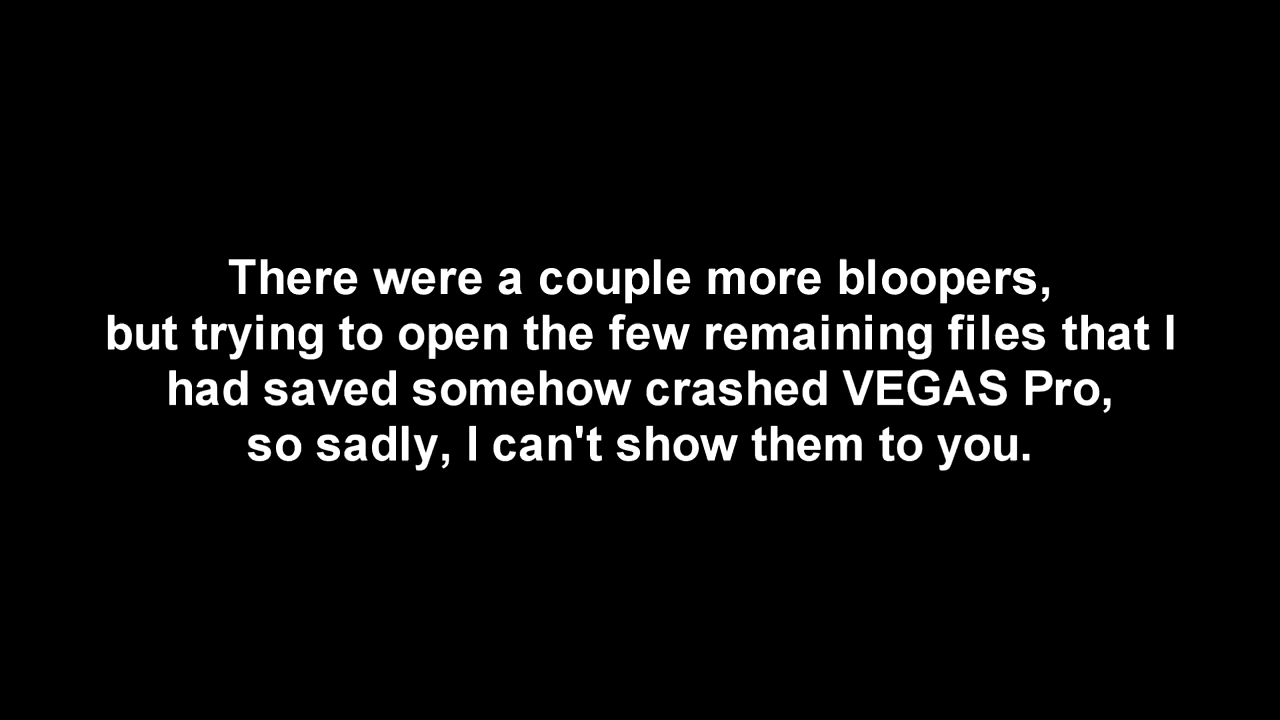 There were a couple more bloopers,
but trying to open the few remaining files that I
had saved somehow crashed VEGAS Pro,
so sadly, I can't show them to you.